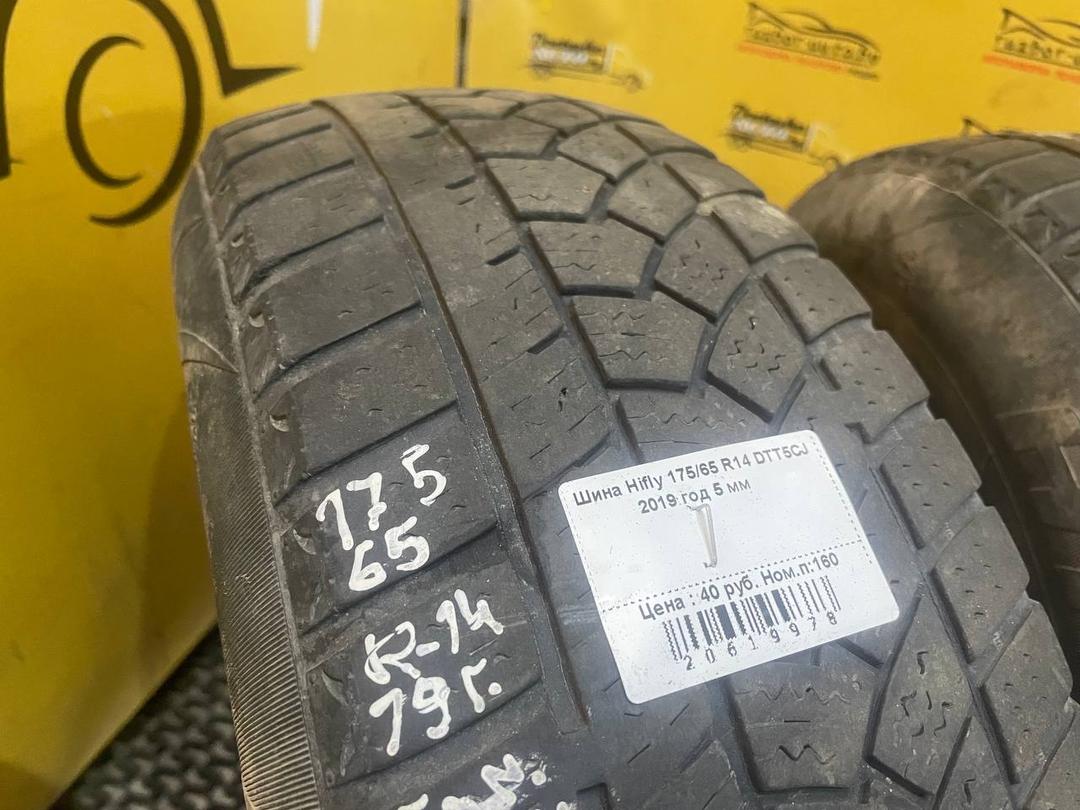 175
65
R-14
19г.
Шина Hifly 175/65 R14 DTT5CJ
2019 год 5 мм
Цена : 40 руб. Ном.п:160
20619978